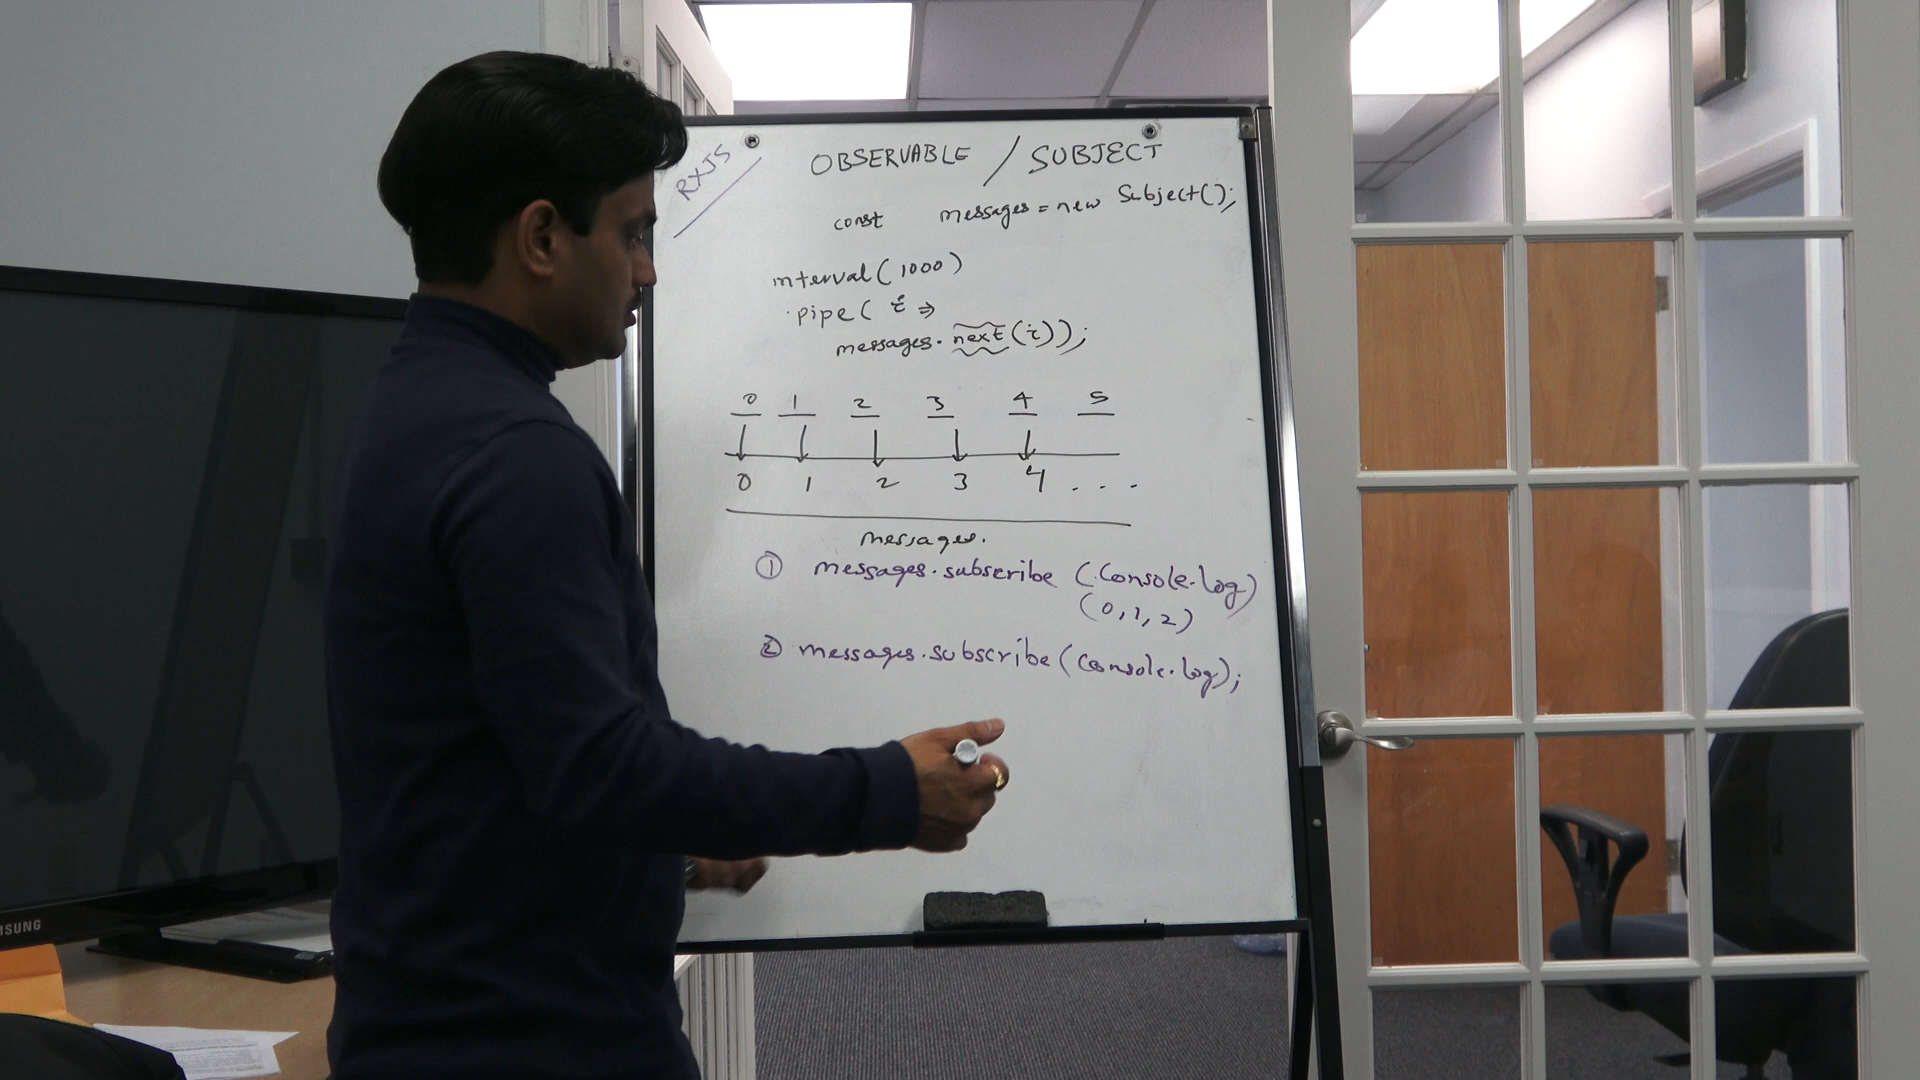 RXJS
OBSERVABLE / SUBJECT
const messages = new Subject();
interval(1000)
.pipe( i =>
messages.next(i));
0 1 2 3 4 5
0 1 2 3 4 . . .
messages.
① messages.subscribe (.Console.log)
(0,1,2)
② messages.subscribe(Console.log);
SUNG